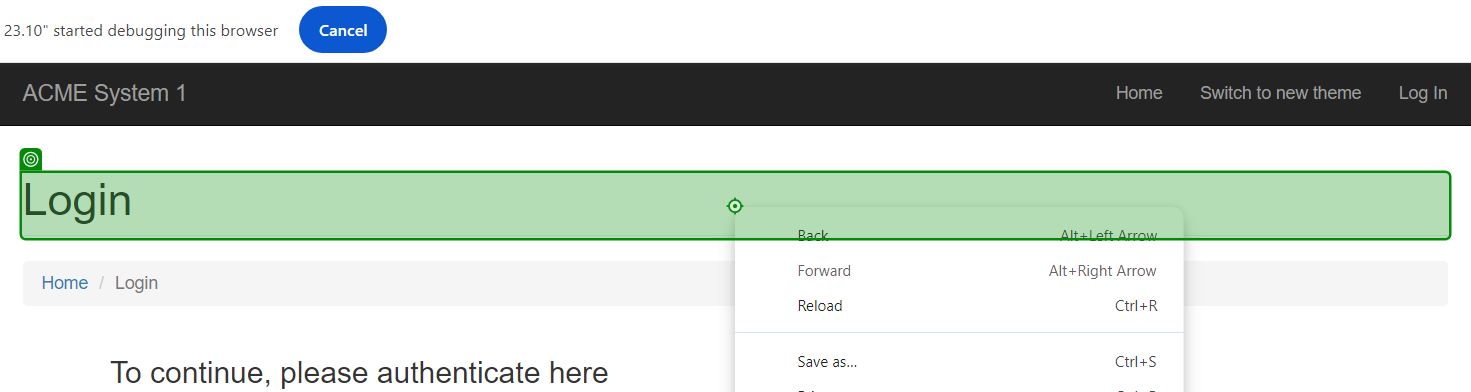 23.10" started debugging this browser Cancel
ACME System 1 Home Switch to new theme Log In
Login
Back Alt+Left Arrow
Home / Login Forward Alt+Right Arrow
Reload Ctrl+R
Save as... Ctrl+S
To continue, please authenticate here